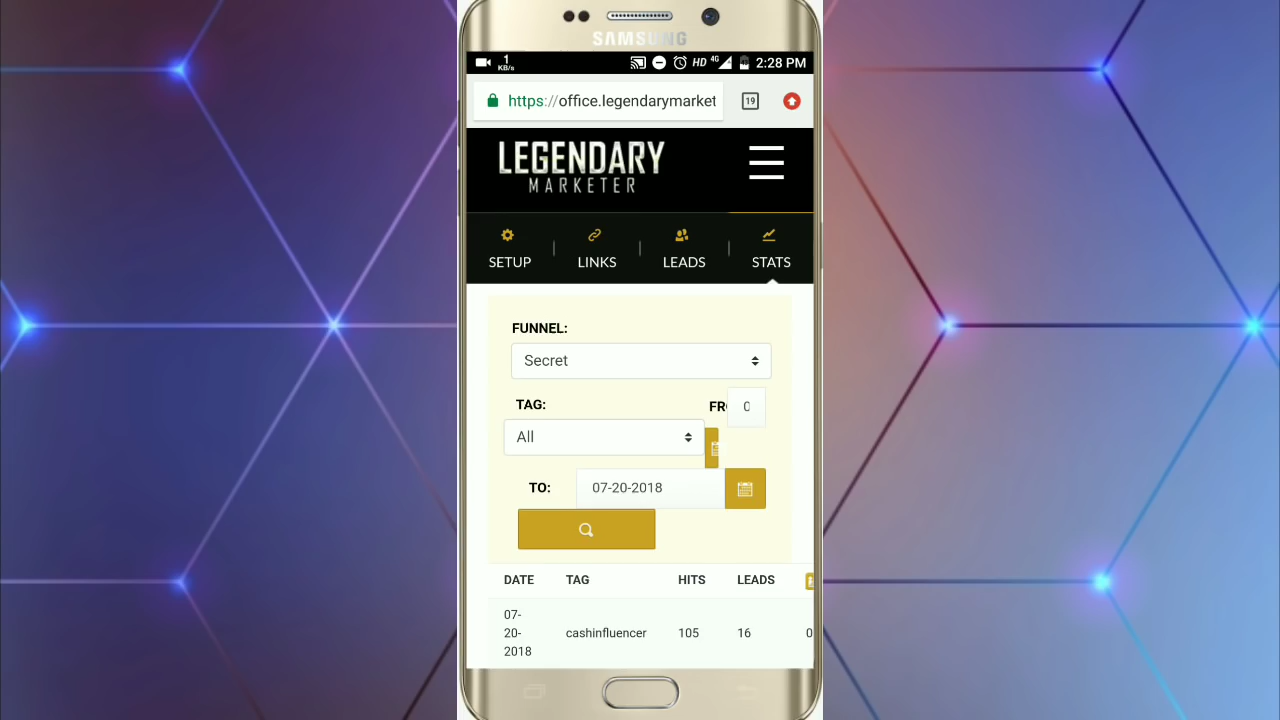 SAMSUNG
1
KB/s
HD 4G 2:28 PM
https://office.legendarymarket
19
LEGENDARY
MARKETER
SETUP
LINKS
LEADS
STATS
FUNNEL:
Secret
TAG:
FR
0
All
TO:
07-20-2018
DATE TAG HITS LEADS
07-
20-
2018
cashinfluencer 105 16 0